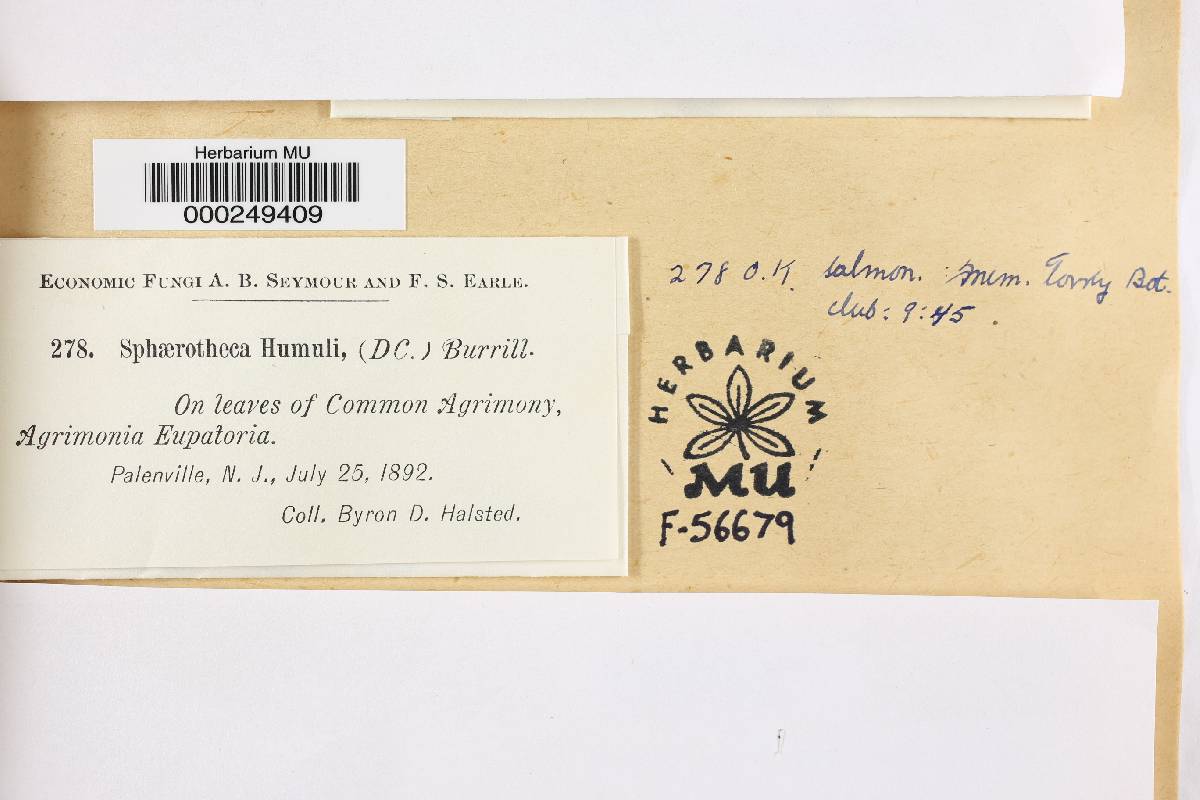 Herbarium MU
000249409
ECONOMIC FUNGI A. B. SEYMOUR AND F. S. EARLE.
278. Sphærotheca Humuli, (DC.) Burrill.
On leaves of Common Agrimony,
Agrimonia Eupatoria.
Palenville, N. J., July 25, 1892.
Coll. Byron D. Halsted.
278 O.K. Salmon. : Mem. Torrey Bot.
club: 9:45.
HERBARIUM
MU
F-56679